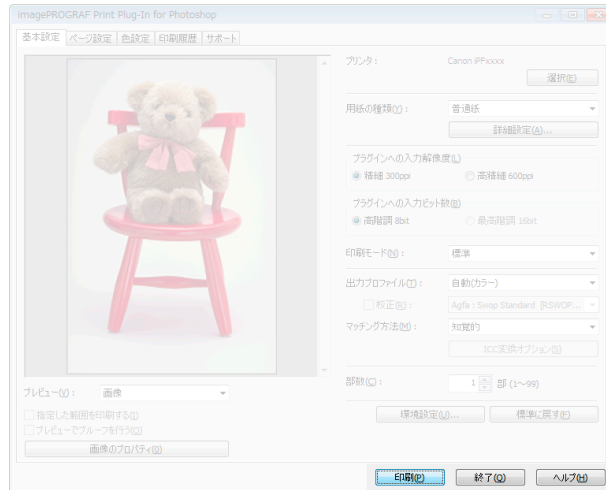 imagePROGRAF Print Plug-In for Photoshop
基本設定 ページ設定 色設定 印刷履歴 サポート
プリンタ： Canon iPFxxxx
選択(E)
用紙の種類(Y)： 普通紙
詳細設定(A)...
プラグインへの入力解像度(L)
精細 300ppi 高精細 600ppi
プラグインへの入力ビット数(B)
高階調 8bit 最高階調 16bit
印刷モード(N)： 標準
出力プロファイル(T)： 自動(カラー)
校正(R)： Agfa : Swop Standard [RSWOP...
マッチング方法(M)： 知覚的
ICC変換オプション(S)
部数(C)： 1 部 (1～99)
プレビュー(V)： 画像
指定した範囲を印刷する(I)
プレビューでプルーフを行う(O)
画像のプロパティ(G)
環境設定(U)... 標準に戻す(F)
印刷(P) 終了(Q) ヘルプ(H)